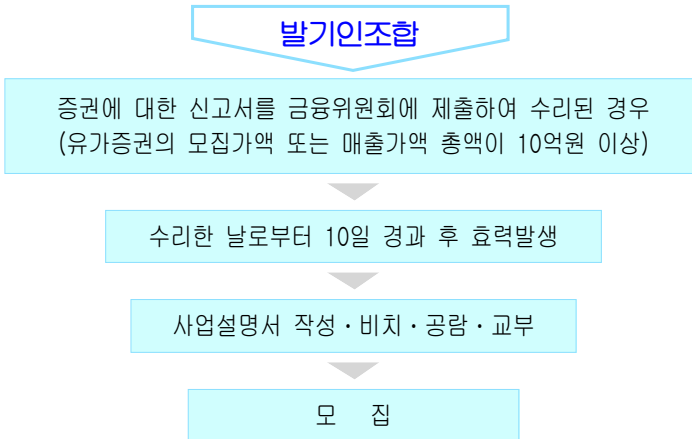 발기인조합
증권에 대한 신고서를 금융위원회에 제출하여 수리된 경우
(유가증권의 모집가액 또는 매출가액 총액이 10억원 이상)
수리한 날로부터 10일 경과 후 효력발생
사업설명서 작성·비치·공람·교부
모 집